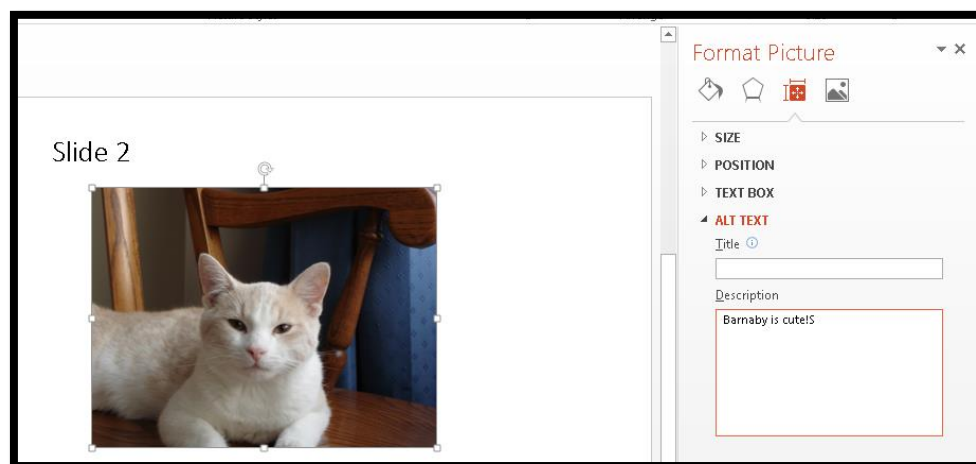 Slide 2
Format Picture
SIZE
POSITION
TEXT BOX
ALT TEXT
Title
Description
Barnaby is cute!S